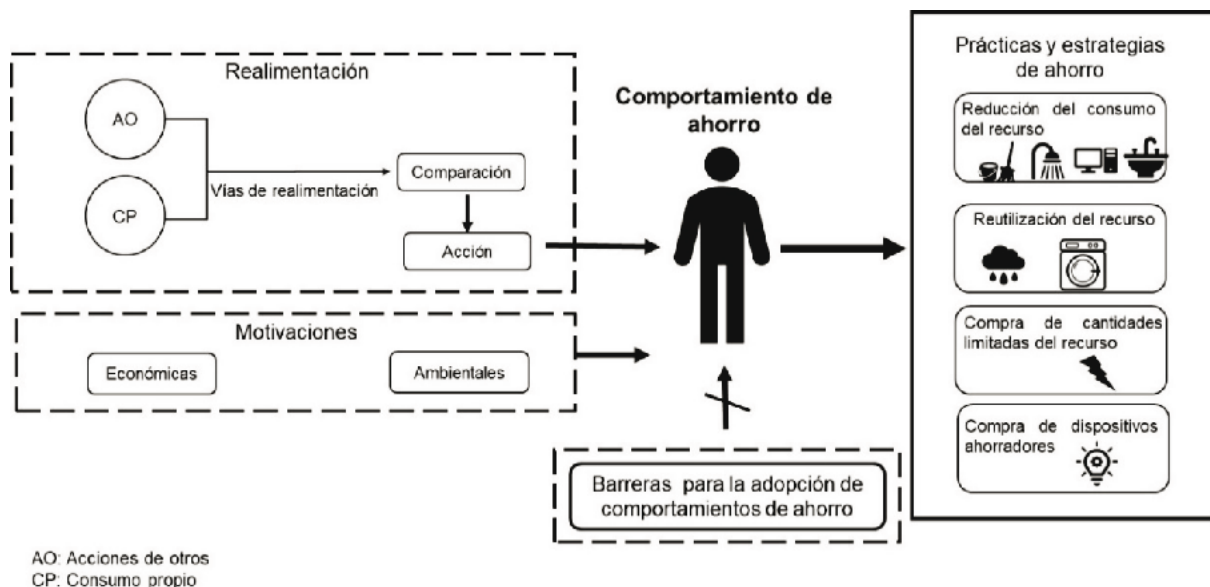 Realimentación
AO
CP
Vías de realimentación
Comparación
Acción
Motivaciones
Económicas
Ambientales
Comportamiento de
ahorro
Barreras para la adopción de
comportamientos de ahorro
Prácticas y estrategias
de ahorro
Reducción del consumo
del recurso
Reutilización del recurso
Compra de cantidades
limitadas del recurso
Compra de dispositivos
ahorradores
AO: Acciones de otros
CP: Consumo propio